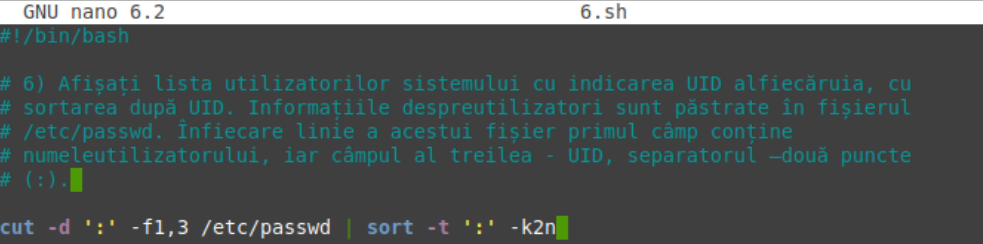 GNU nano 6.2 6.sh
#!/bin/bash
# 6) Afișați lista utilizatorilor sistemului cu indicarea UID alfiecăruia, cu
# sortarea după UID. Informațiile despreutilizatori sunt păstrate în fișierul
# /etc/passwd. Înfiecare linie a acestui fișier primul câmp conține
# numeleutilizatorului, iar câmpul al treilea - UID, separatorul –două puncte
# (:).
cut -d ':' -f1,3 /etc/passwd | sort -t ':' -k2n